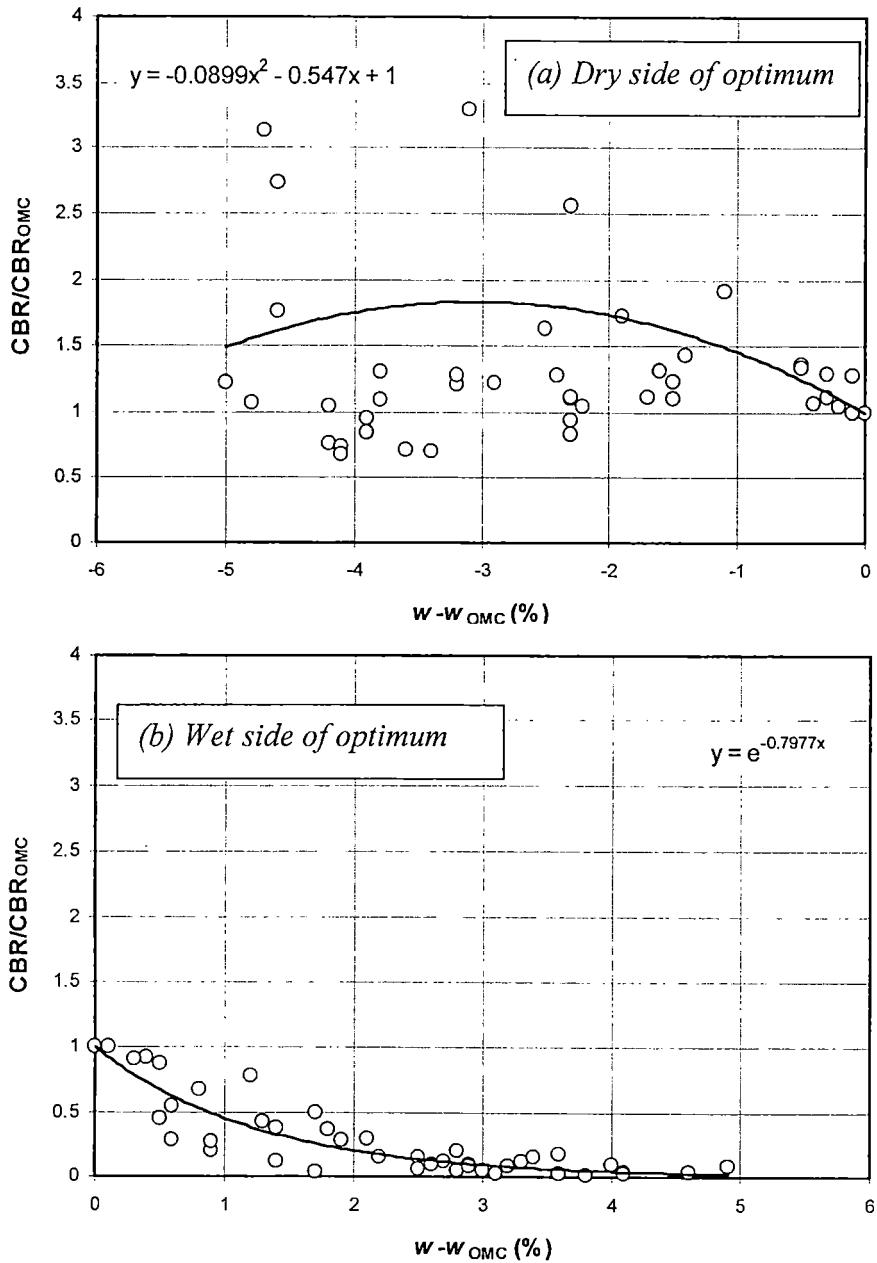 4
y = -0.0899x² - 0.547x + 1
(a) Dry side of optimum
3.5
3
2.5
2
1.5
1
0.5
0
CBR/CBROMC
-6 -5 -4 -3 -2 -1 0
w - wOMC (%)
4
(b) Wet side of optimum
3.5
y = e^-0.7977x
3
2.5
2
1.5
1
0.5
0
CBR/CBROMC
0 1 2 3 4 5 6
w - wOMC (%)